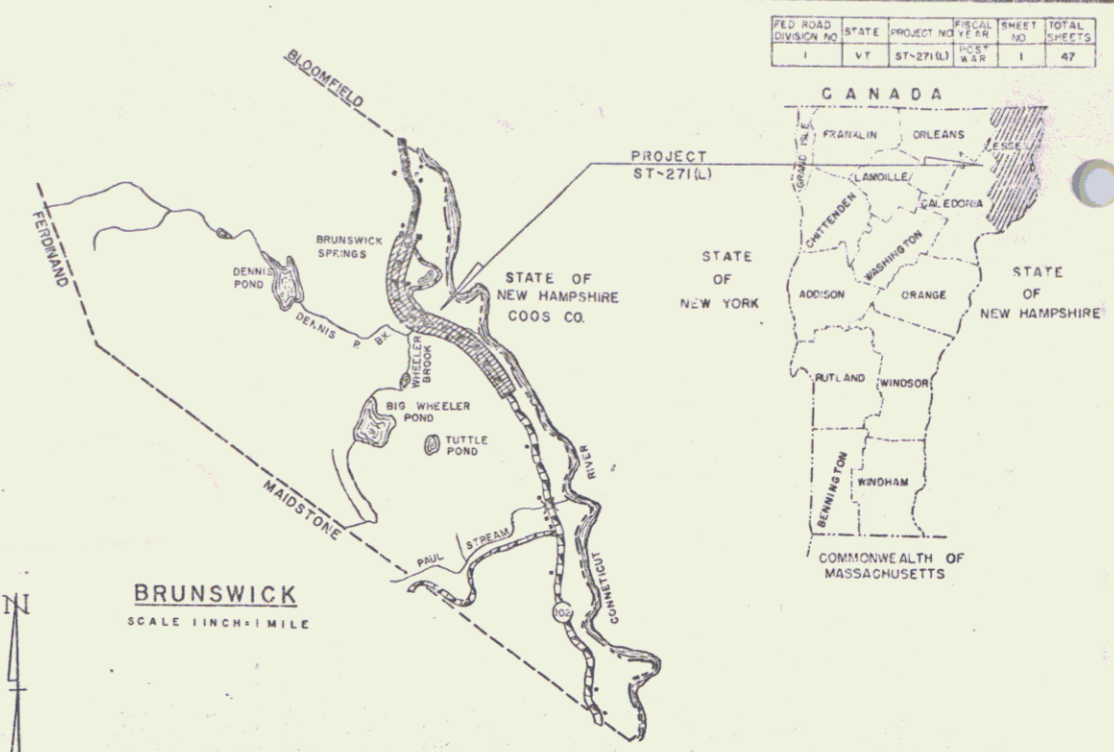 FED ROAD DIVISION NO | STATE | PROJECT NO | FISCAL YEAR | SHEET NO | TOTAL SHEETS
1 | VT | ST-271(L) | POST WAR | 1 | 47
CANADA
FRANKLIN
ORLEANS
ESSE
GRAND ISLE
LAMOILLE
CALEDONIA
CHITTENDEN
WASHINGTON
ADDISON
ORANGE
RUTLAND
WINDSOR
BENNINGTON
WINDHAM
STATE
OF
NEW YORK
STATE
OF
NEW HAMPSHIRE
COMMONWEALTH OF
MASSACHUSETTS
PROJECT
ST-271(L)
BLOOMFIELD
FERDINAND
BRUNSWICK
SPRINGS
DENNIS
POND
DENNIS P. BK
WHEELER
BROOK
STATE OF
NEW HAMPSHIRE
COOS CO.
BIG WHEELER
POND
TUTTLE
POND
MAIDSTONE
PAUL STREAM
CONNETICUT RIVER
102
BRUNSWICK
SCALE 1 INCH=1 MILE
N